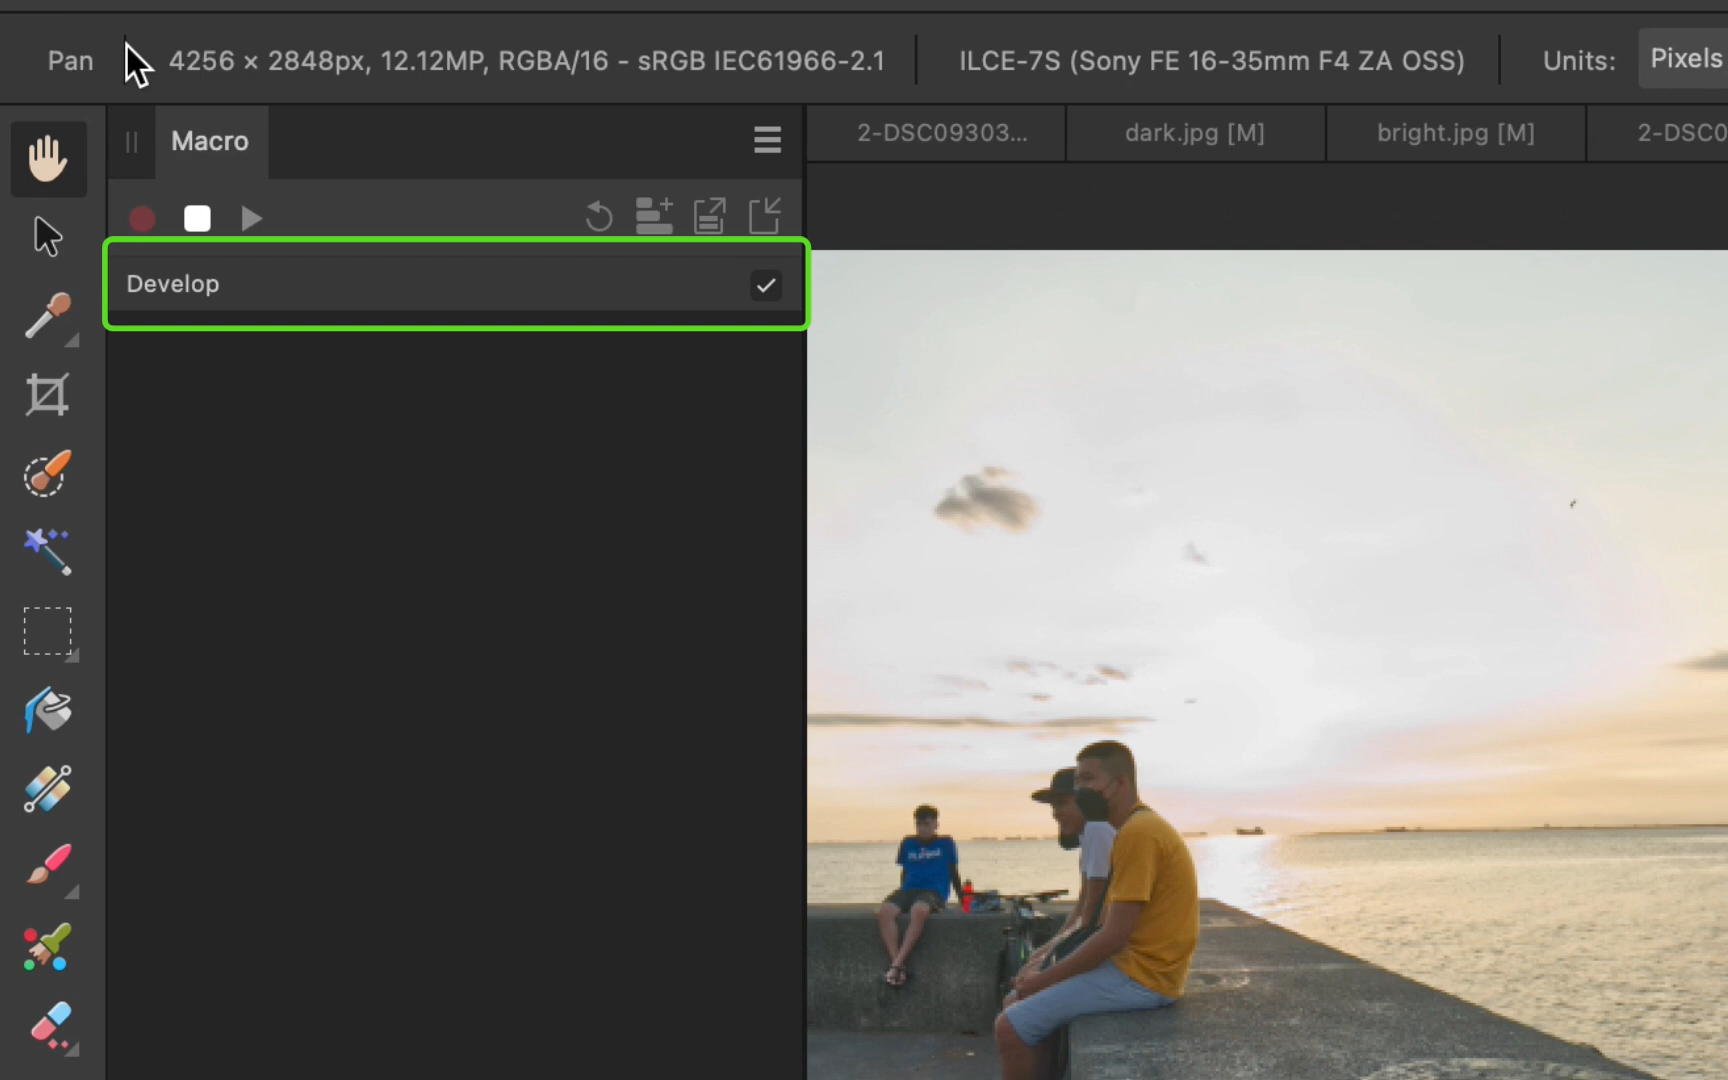 Pan
4256 × 2848px, 12.12MP, RGBA/16 - sRGB IEC61966-2.1
ILCE-7S (Sony FE 16-35mm F4 ZA OSS)
Units:
Pixels
Macro
2-DSC09303...
dark.jpg [M]
bright.jpg [M]
2-DSC0
Develop